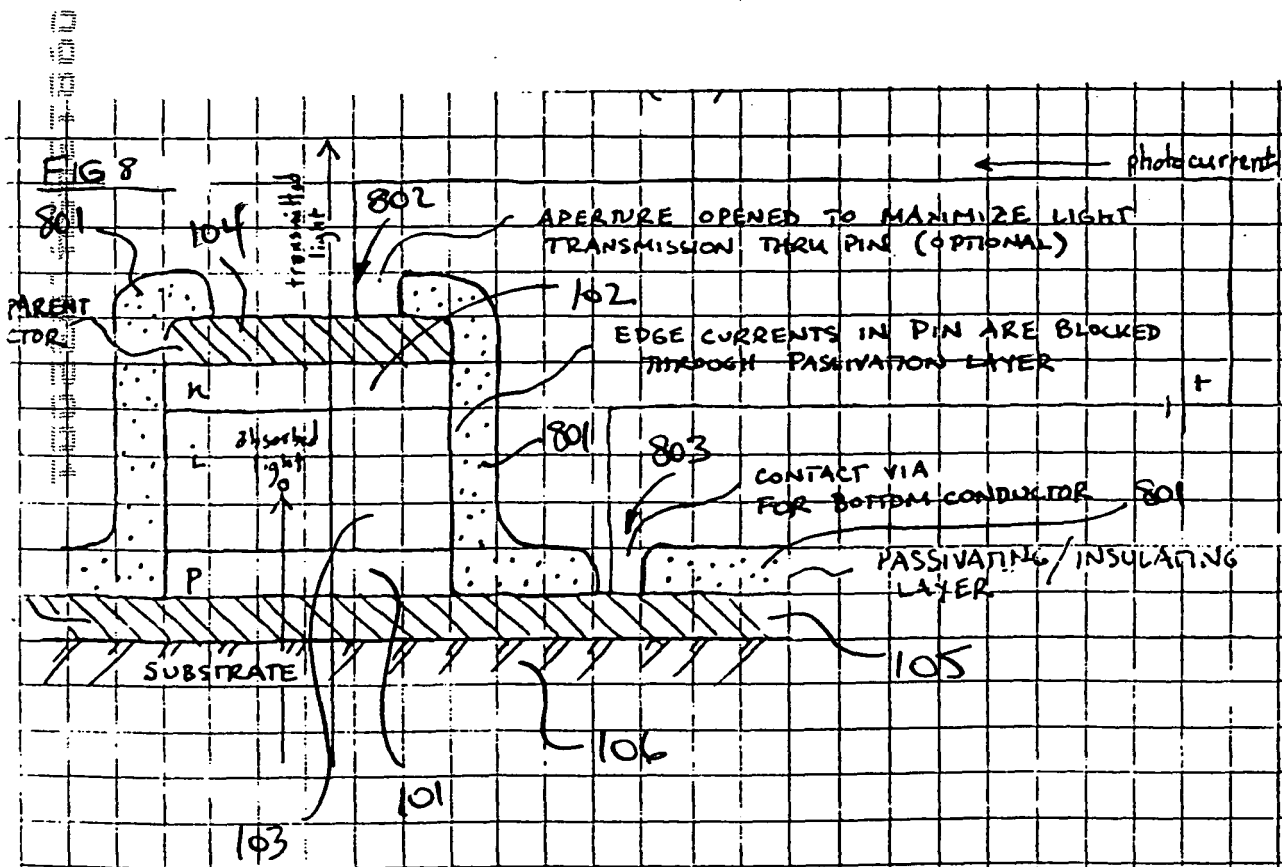 FIG 8
photocurrent
801
104
transmitted
light
802
APERTURE OPENED TO MAXIMIZE LIGHT
TRANSMISSION THRU PIN (OPTIONAL)
PARENT
CTOR
102
EDGE CURRENTS IN PIN ARE BLOCKED
THROUGH PASSIVATION LAYER
n
+
i
absorbed
light
801
803
CONTACT VIA
FOR BOTTOM CONDUCTOR
801
P
PASSIVATING/INSULATING
LAYER
SUBSTRATE
105
106
101
103